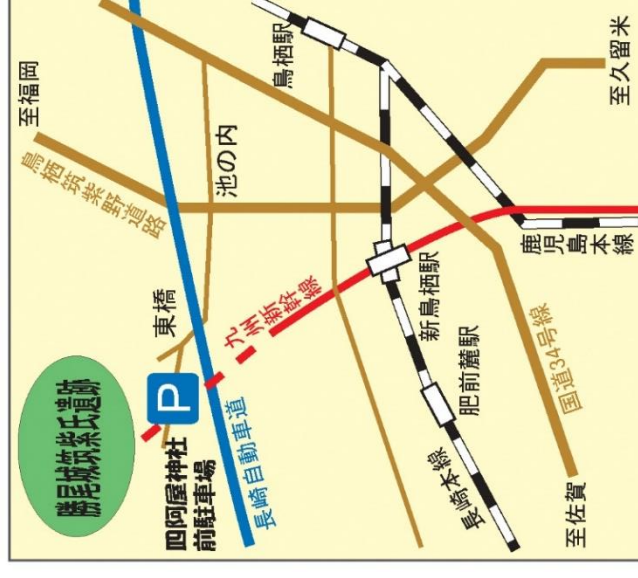 勝尾城筑紫氏遺跡
四阿屋神社
前駐車場
P
東橋
至福岡
鳥栖筑紫野道路
池の内
長崎自動車道
九州新幹線
鳥栖駅
新鳥栖駅
肥前麓駅
長崎本線
国道34号線
鹿児島本線
至久留米
至佐賀